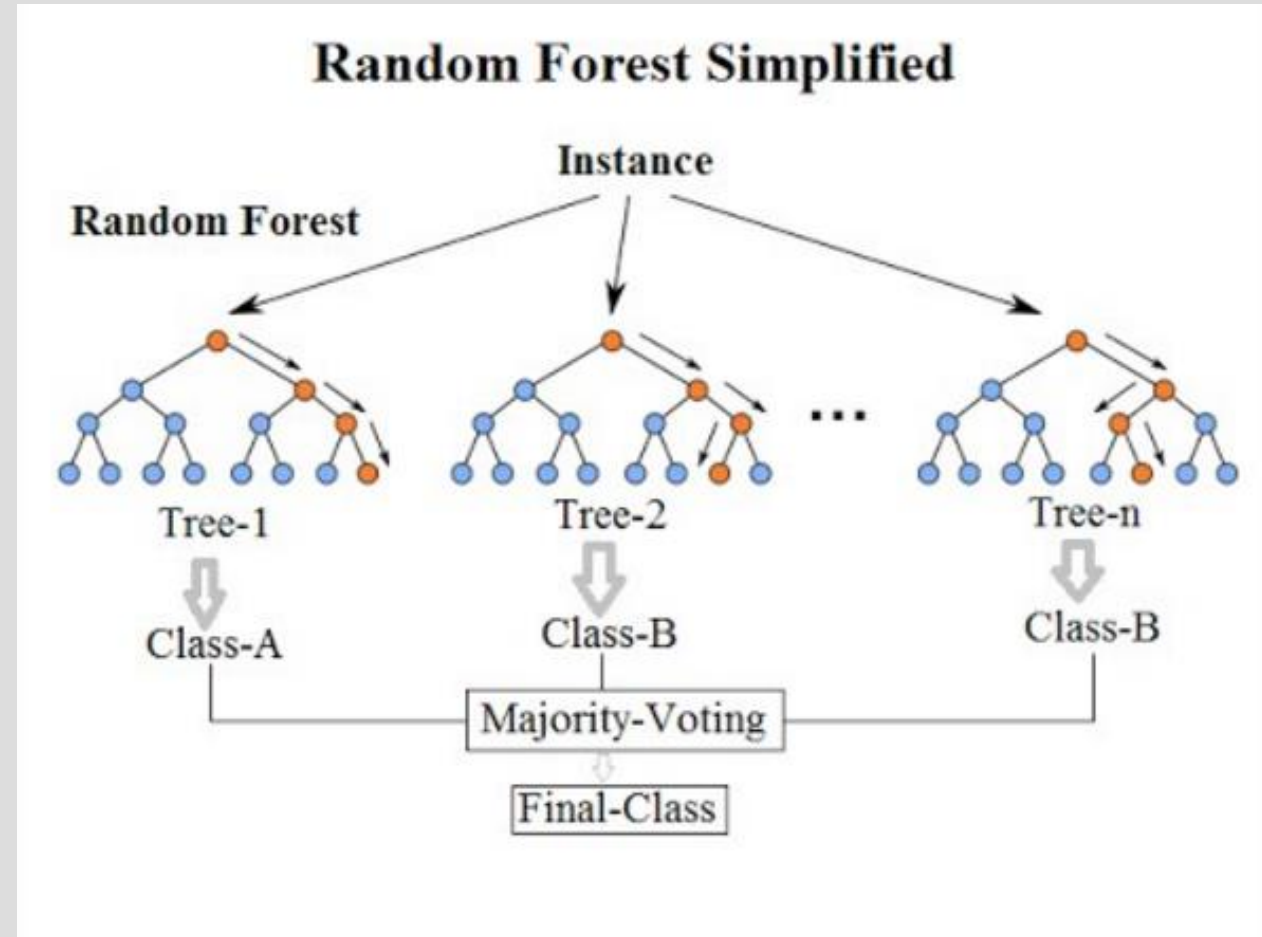 Random Forest Simplified
Instance
Random Forest
...
Tree-1
Tree-2
Tree-n
Class-A
Class-B
Class-B
Majority-Voting
Final-Class